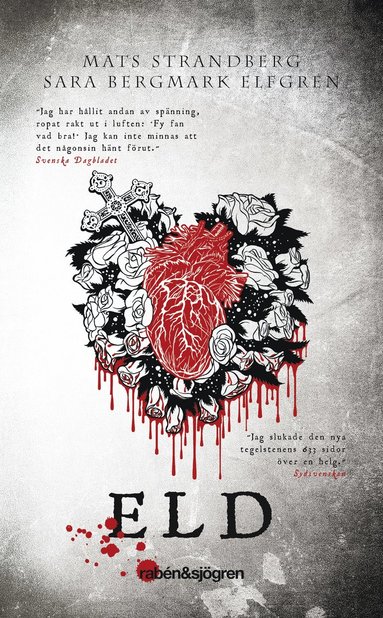 MATS STRANDBERG
SARA BERGMARK ELFGREN
"Jag har hållit andan av spänning,
ropat rakt ut i luften: 'Fy fan
vad bra!' Jag kan inte minnas att
det någonsin hänt förut."
Svenska Dagbladet
"Jag slukade den nya
tegelstenens 633 sidor
över en helg."
Sydsvenskan
ELD
rabén&sjögren